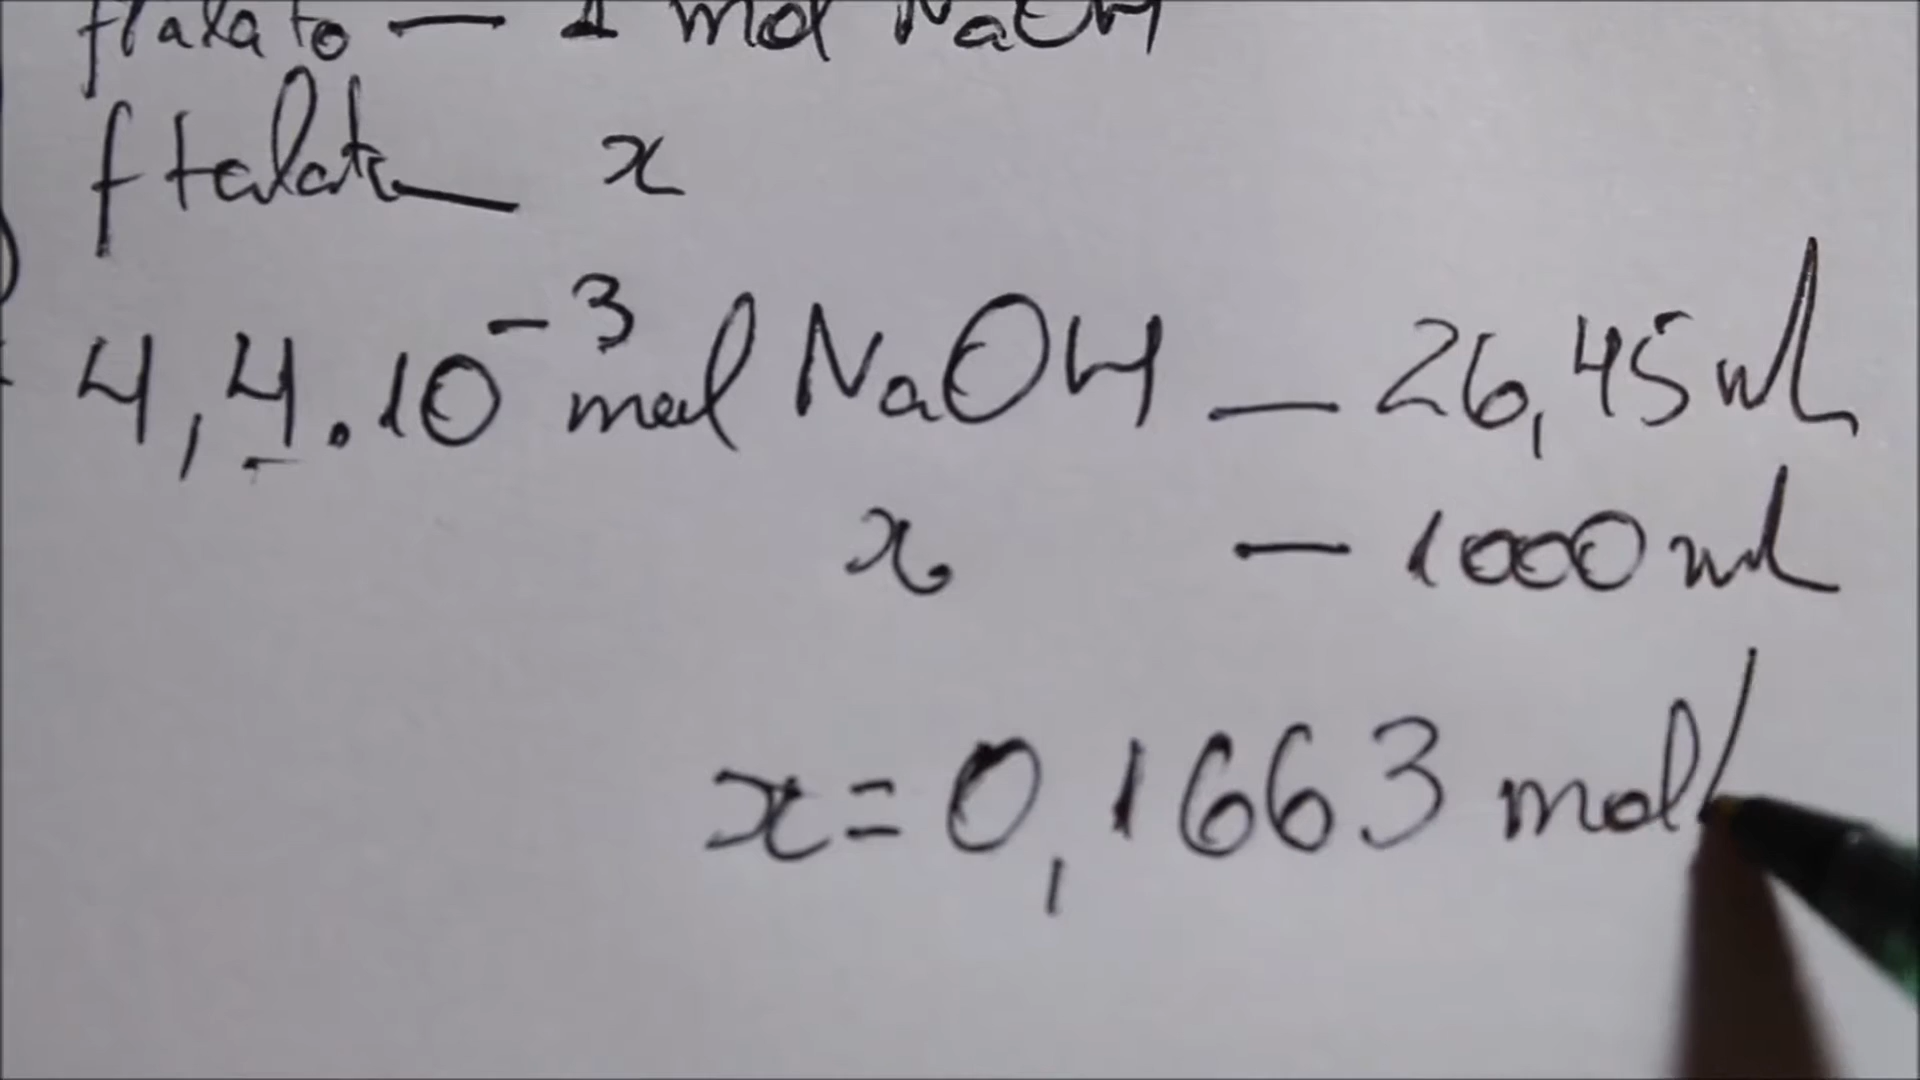 ftalato — 1 mol NaOH
ftalato — x
4,4.10⁻³ mol NaOH — 26,45 ml
x — 1000 ml
x = 0,1663 mol/